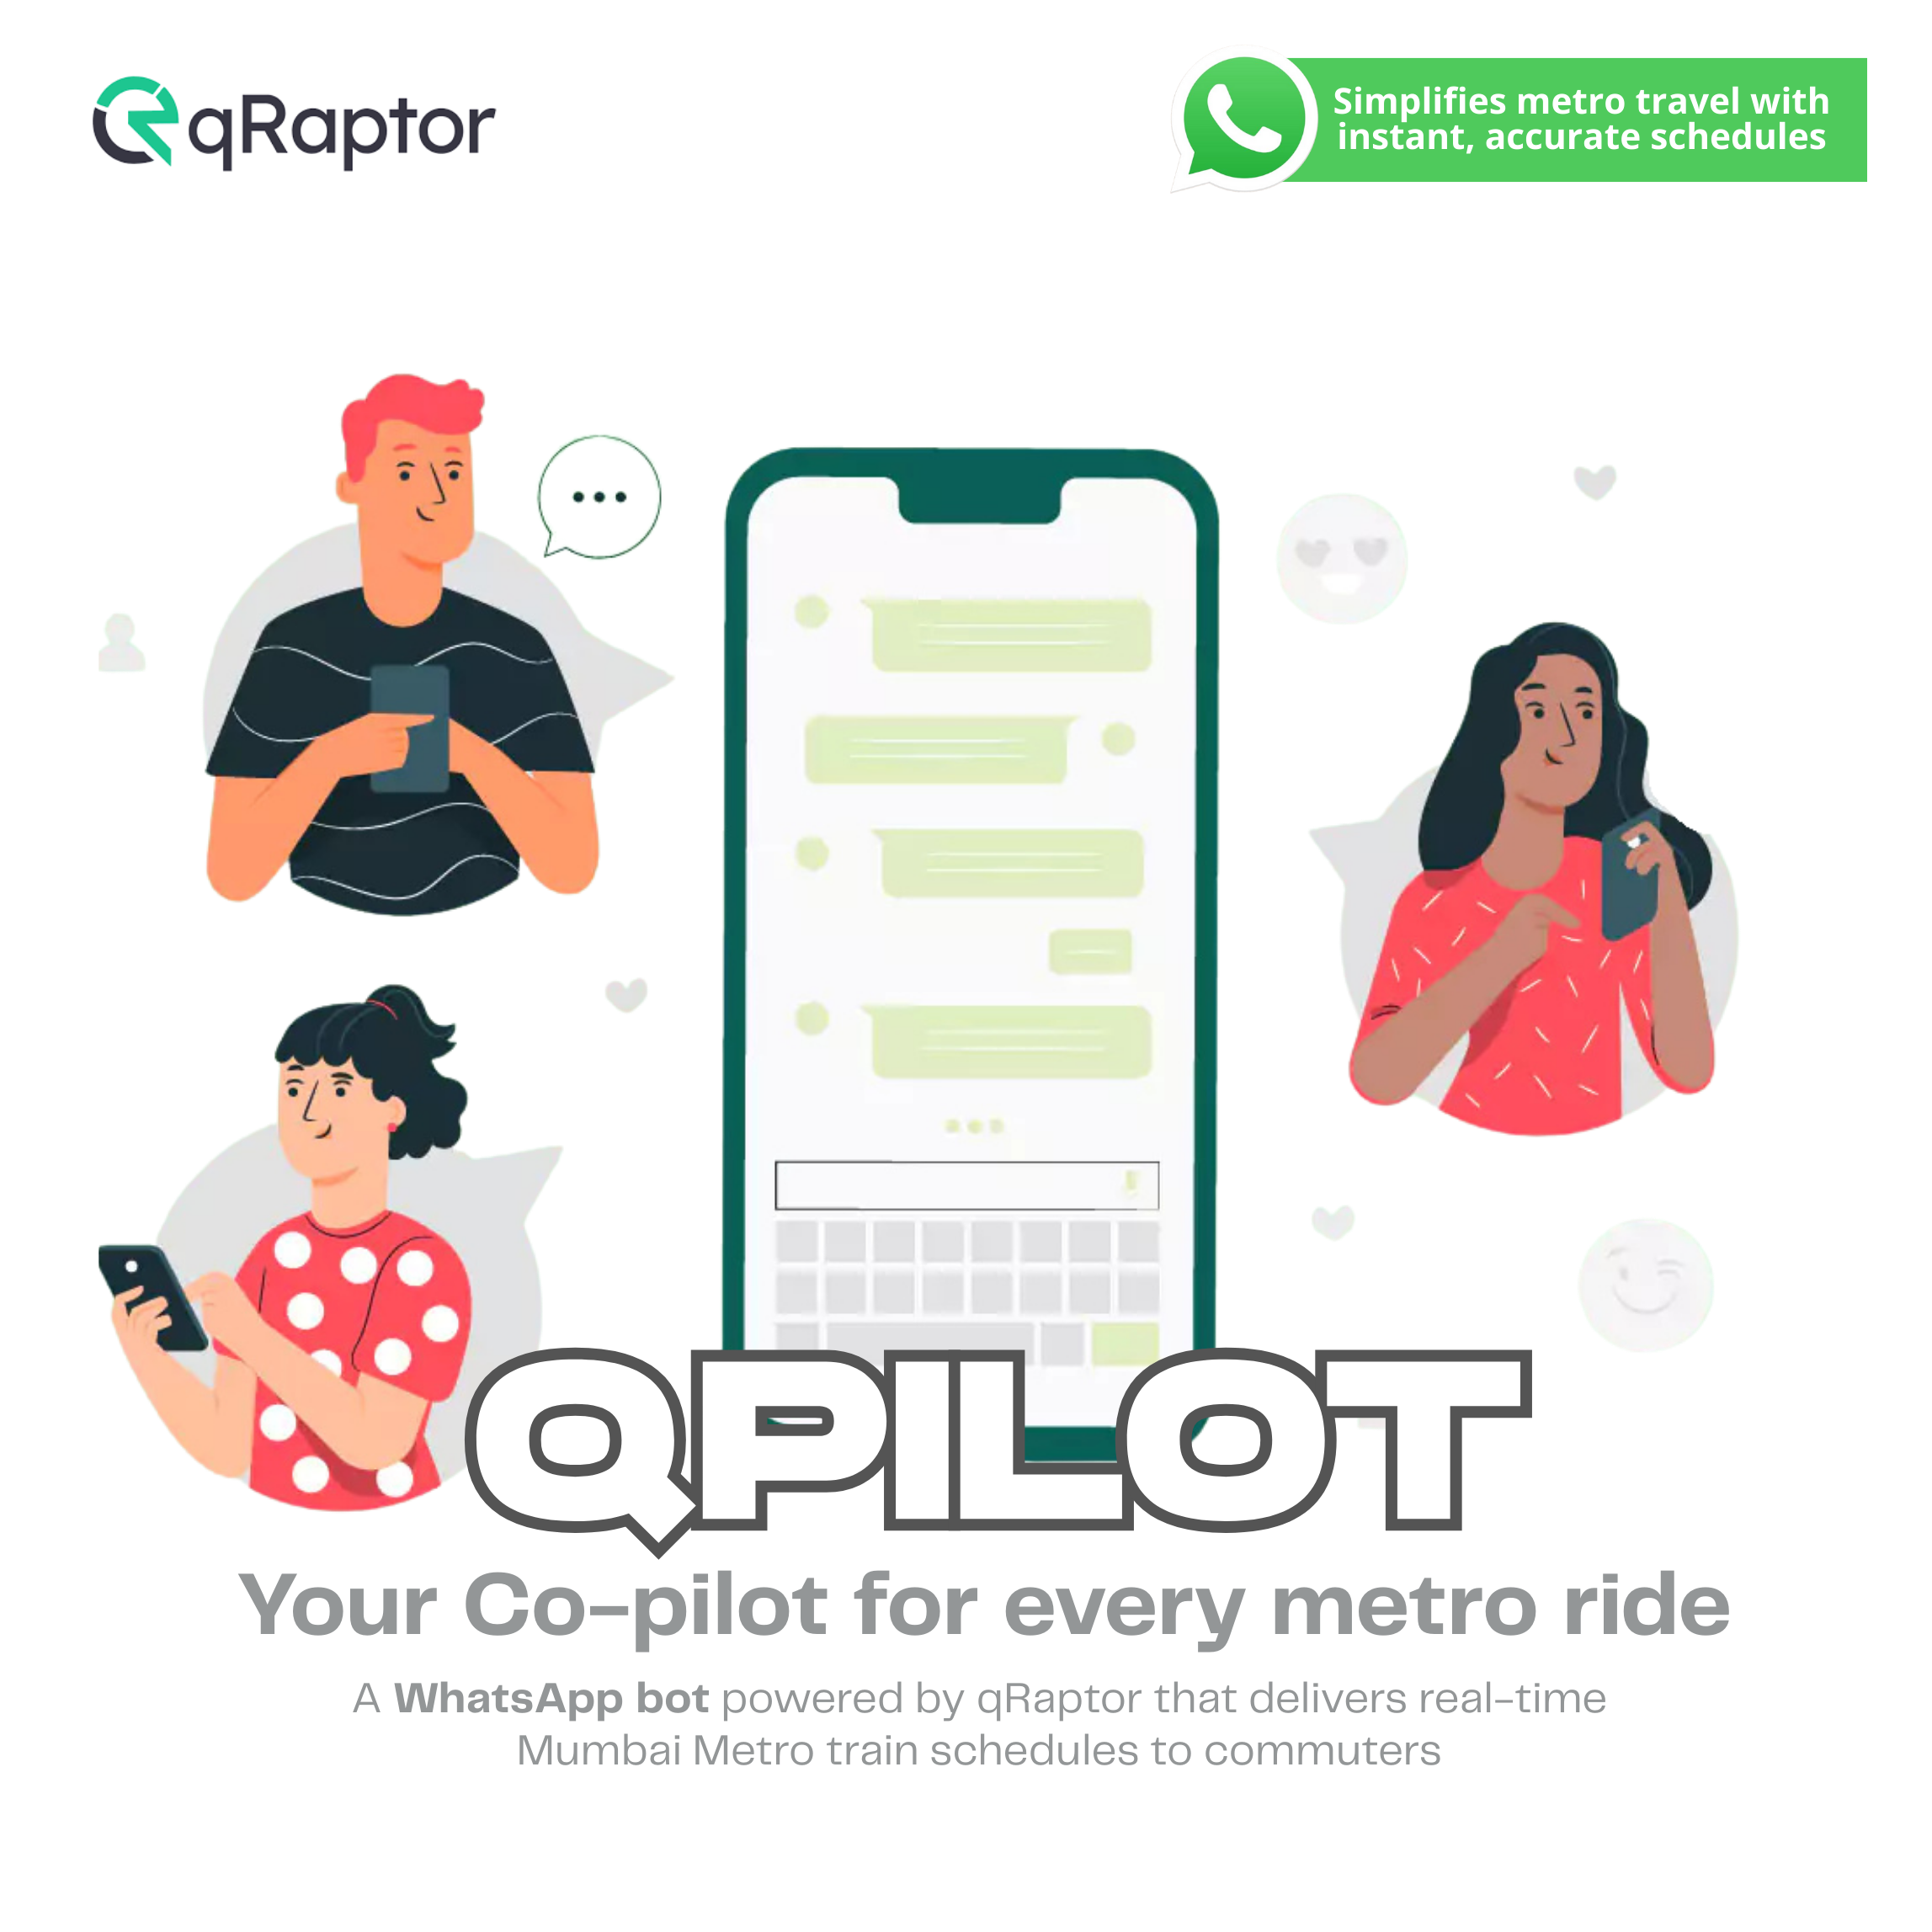 qRaptor
Simplifies metro travel with
instant, accurate schedules
QPILOT
Your Co-pilot for every metro ride
A WhatsApp bot powered by qRaptor that delivers real-time
Mumbai Metro train schedules to commuters